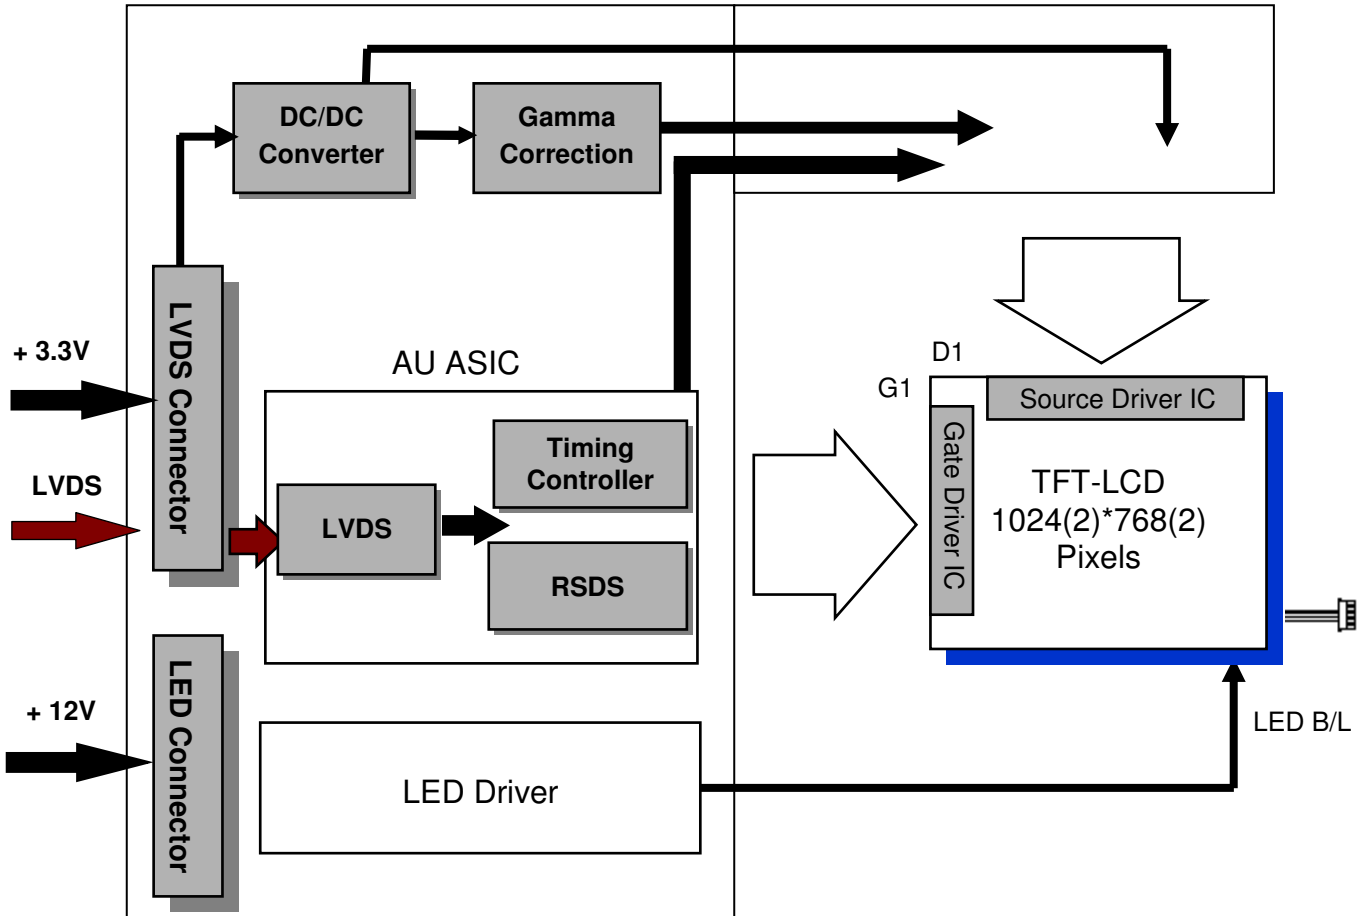 DC/DC
Converter
Gamma
Correction
LVDS Connector
+ 3.3V
AU ASIC
D1
G1
Source Driver IC
Gate Driver IC
Timing
Controller
TFT-LCD
1024(2)*768(2)
Pixels
LVDS
LVDS
RSDS
LED Connector
+ 12V
LED B/L
LED Driver